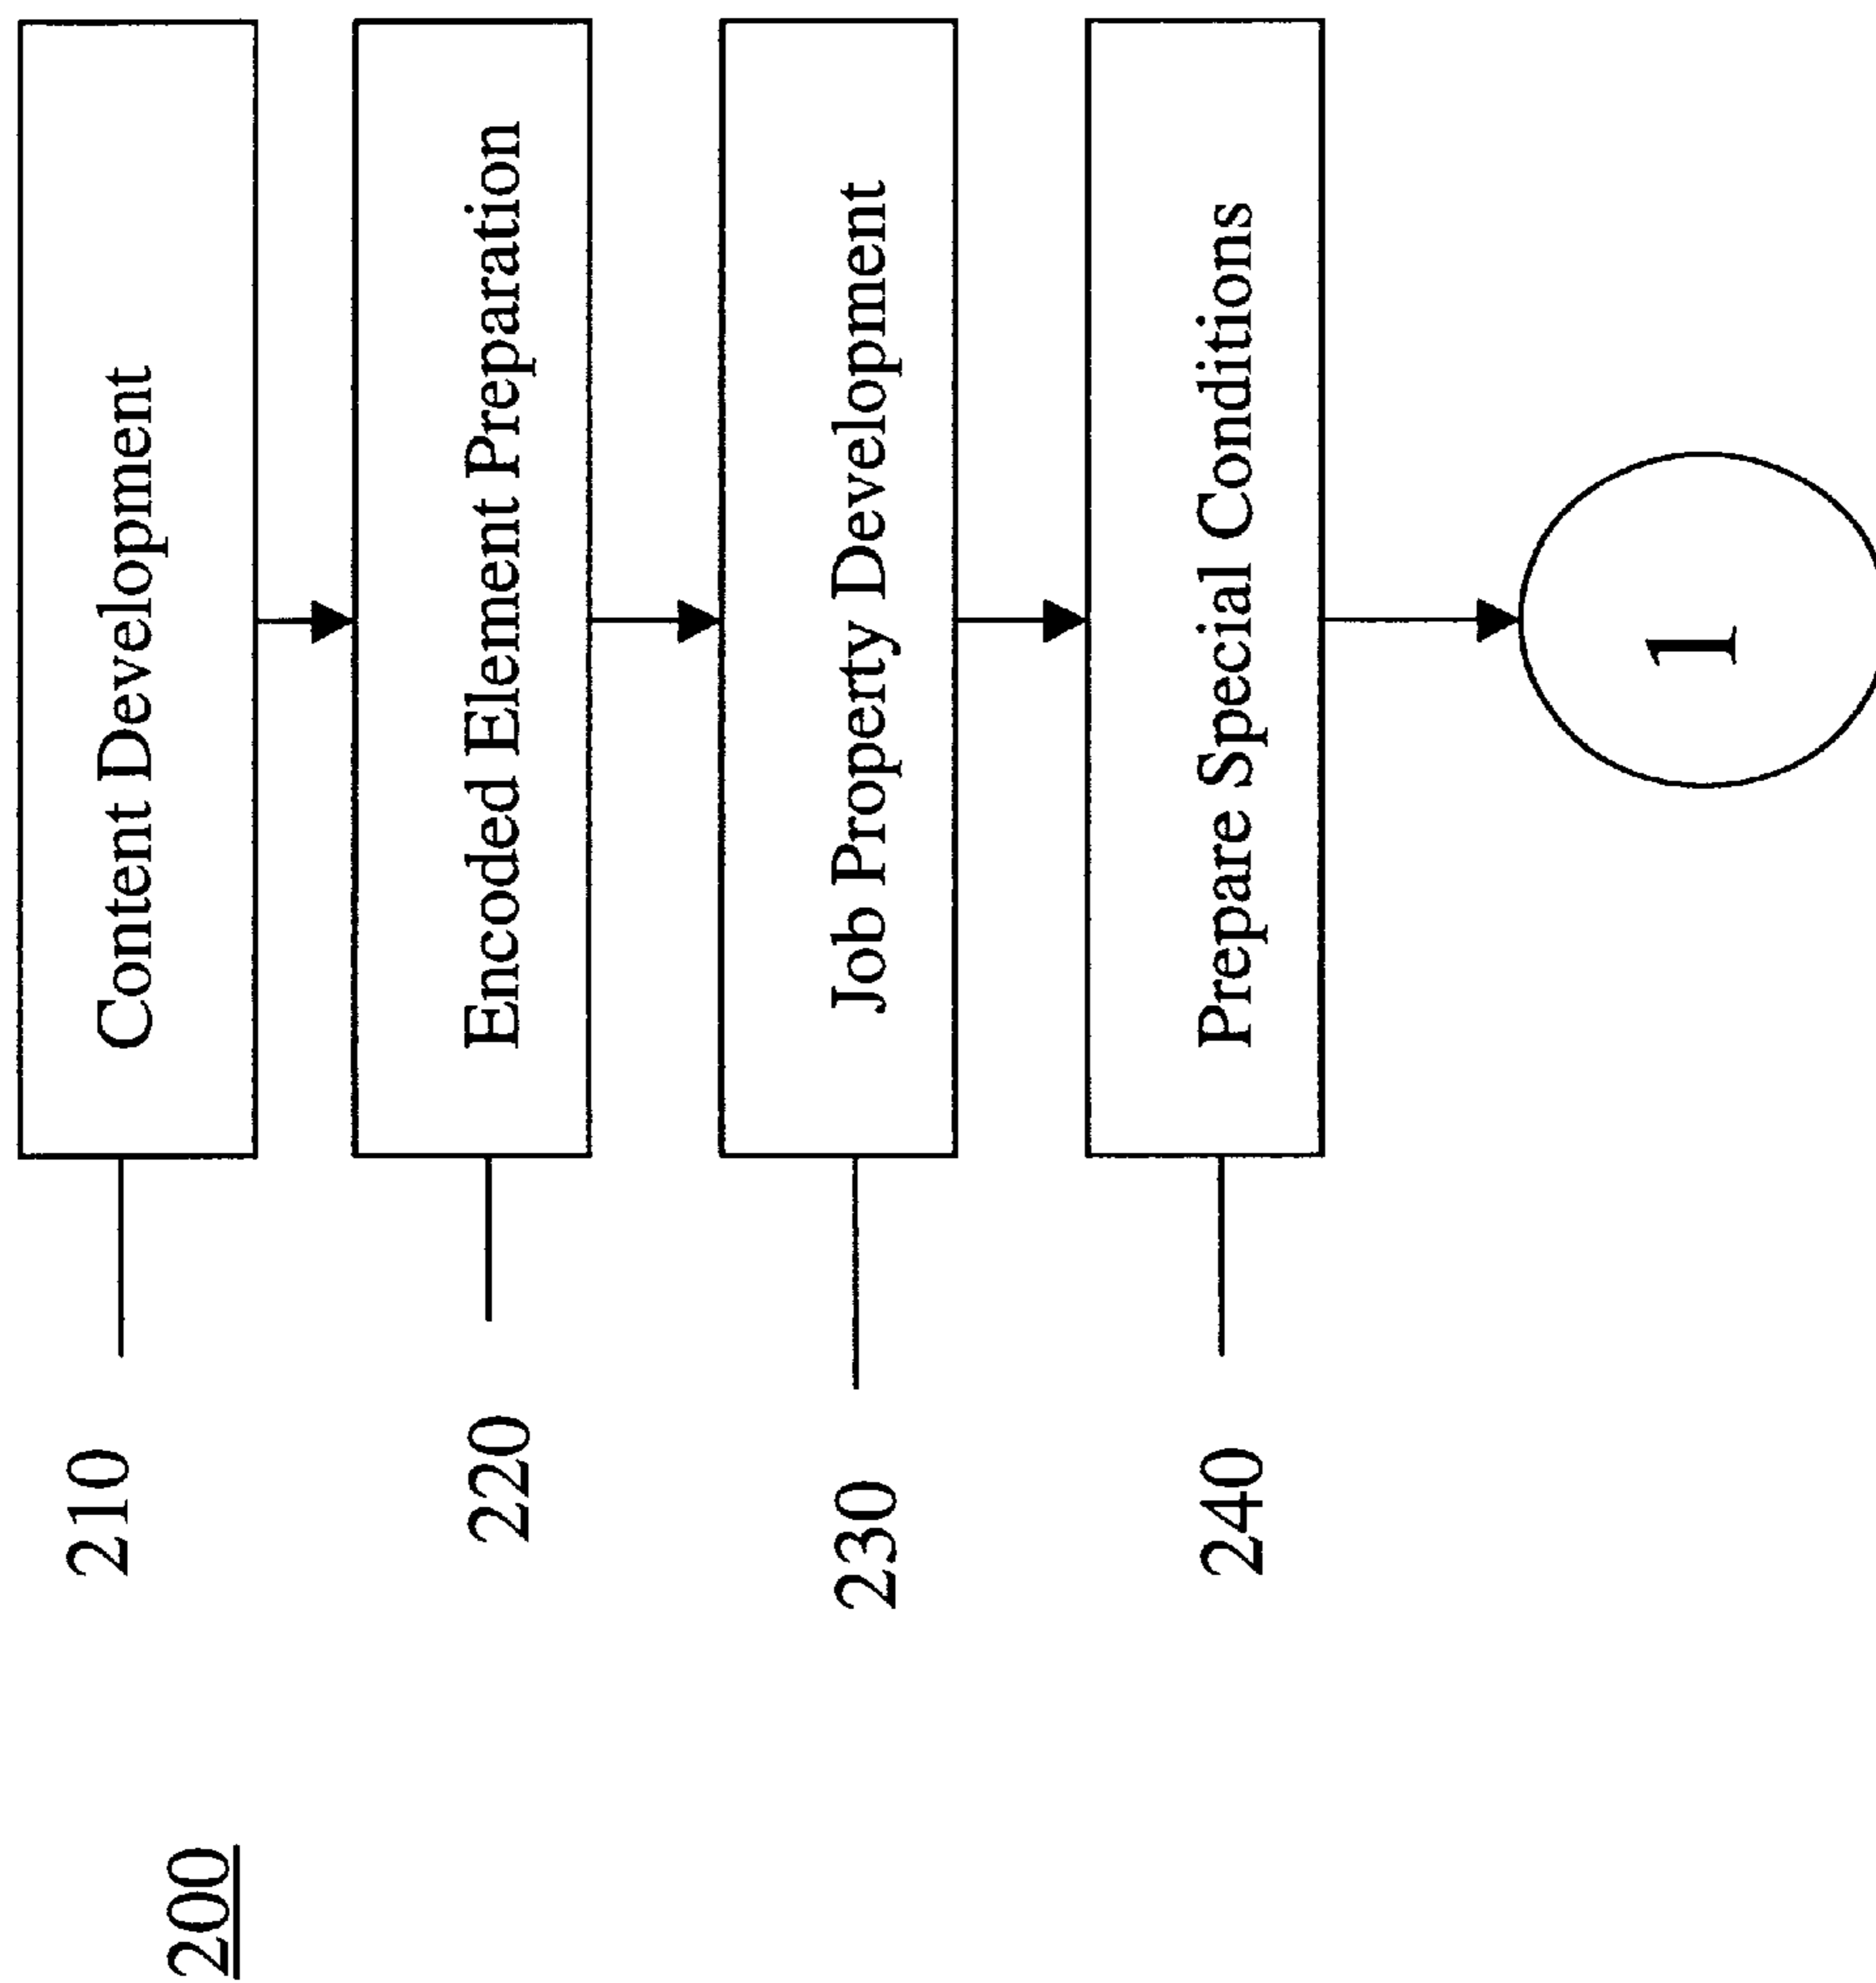 200
210
Content Development
220
Encoded Element Preparation
230
Job Property Development
240
Prepare Special Conditions
1